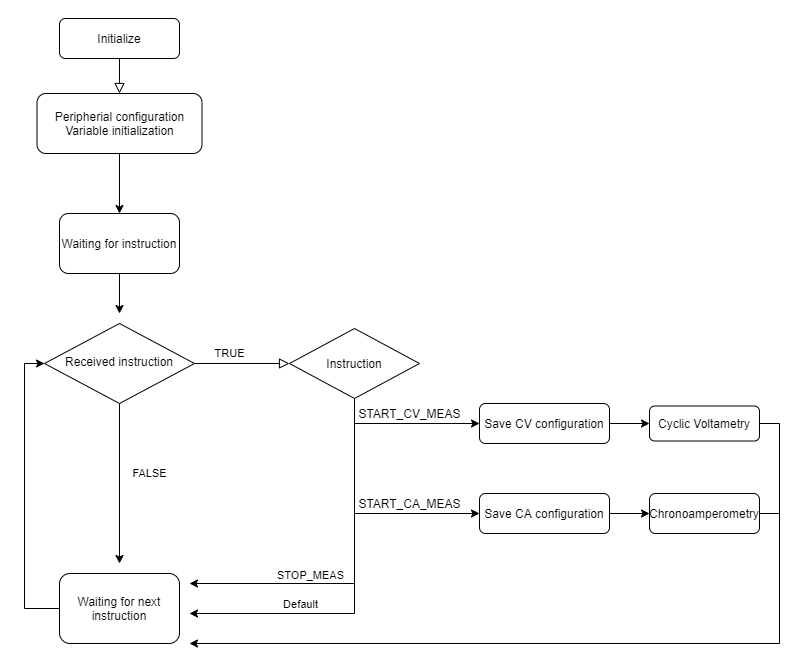 Initialize
Peripherial configuration
Variable initialization
Waiting for instruction
Received instruction
TRUE
Instruction
START_CV_MEAS
Save CV configuration
Cyclic Voltametry
FALSE
START_CA_MEAS
Save CA configuration
Chronoamperometry
STOP_MEAS
Default
Waiting for next
instruction